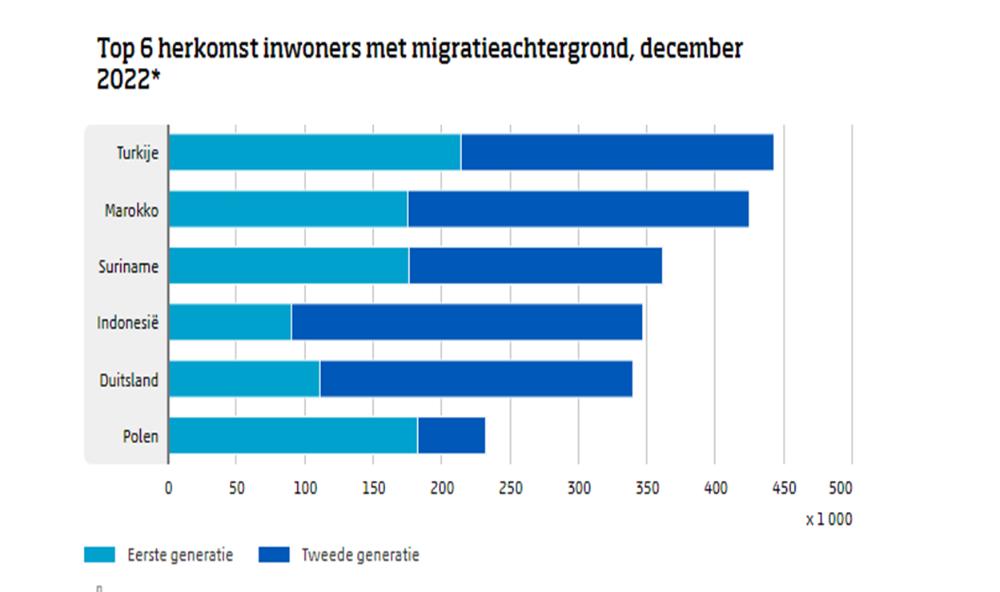 Top 6 herkomst inwoners met migratieachtergrond, december
2022*
Turkije
Marokko
Suriname
Indonesië
Duitsland
Polen
0 50 100 150 200 250 300 350 400 450 500
x 1 000
Eerste generatie Tweede generatie